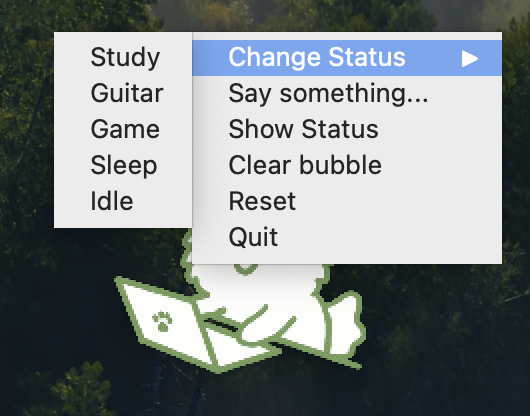 Change Status
Say something...
Show Status
Clear bubble
Reset
Quit
Study
Guitar
Game
Sleep
Idle